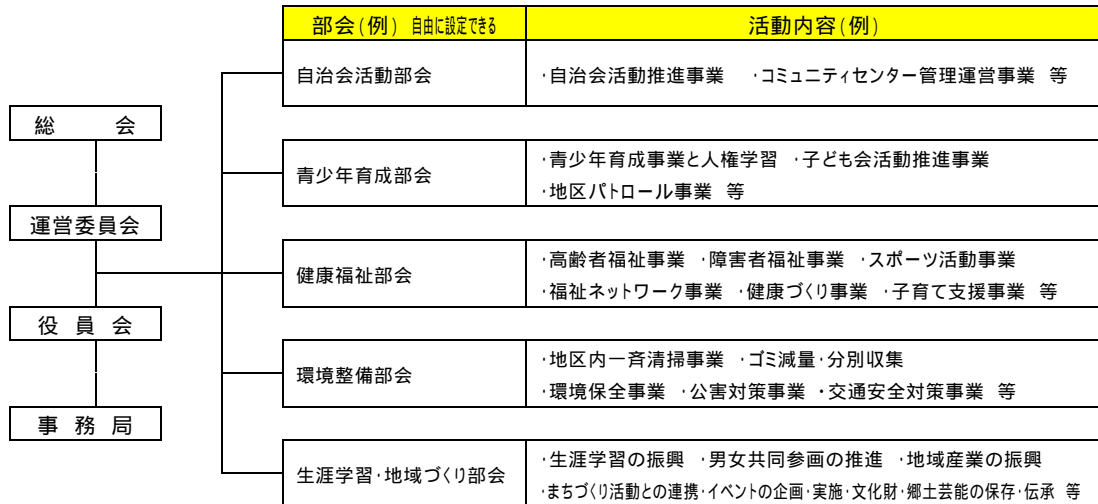 部会(例) 自由に設定できる
活動内容(例)
自治会活動部会
・自治会活動推進事業 ・コミュニティセンター管理運営事業 等
総 会
青少年育成部会
・青少年育成事業と人権学習 ・子ども会活動推進事業
・地区パトロール事業 等
運営委員会
健康福祉部会
・高齢者福祉事業 ・障害者福祉事業 ・スポーツ活動事業
・福祉ネットワーク事業 ・健康づくり事業 ・子育て支援事業 等
役 員 会
環境整備部会
・地区内一斉清掃事業 ・ゴミ減量・分別収集
・環境保全事業 ・公害対策事業 ・交通安全対策事業 等
事 務 局
生涯学習・地域づくり部会
・生涯学習の振興 ・男女共同参画の推進 ・地域産業の振興
・まちづくり活動との連携・イベントの企画・実施・文化財・郷土芸能の保存・伝承 等